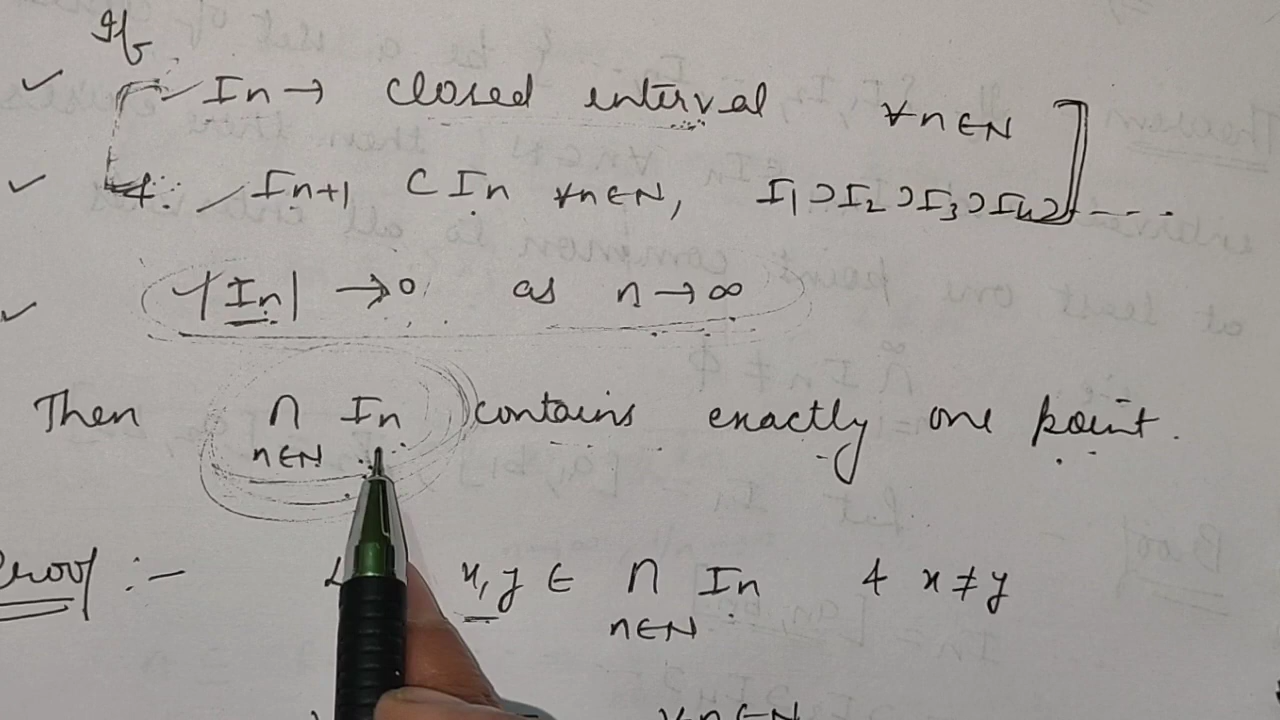 If
In → closed interval ∀n∈N
& In+1 ⊂ In ∀n∈N, I1⊃I2⊃I3⊃I4⊃----
& |In| → 0 as n → ∞
Then ∩ In contains exactly one point.
n∈N
Proof :- x, y ∈ ∩ In & x ≠ y
n∈N
∀n∈N